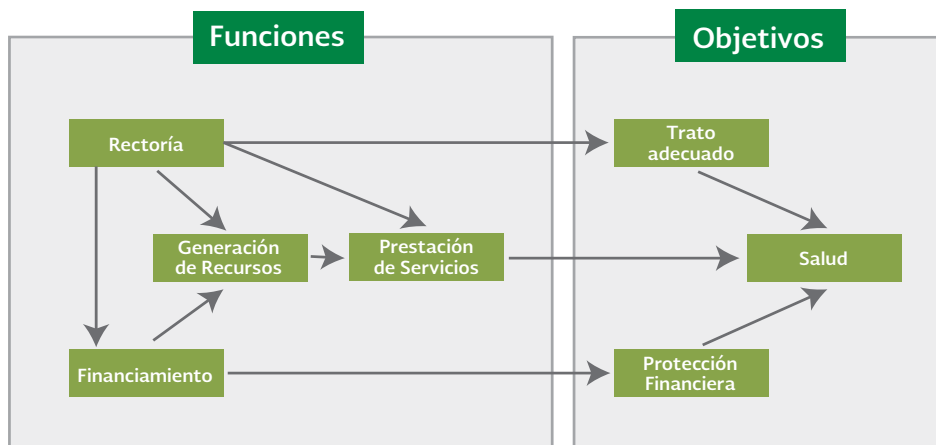 Funciones
Objetivos
Rectoría
Trato
adecuado
Generación
de Recursos
Prestación
de Servicios
Salud
Financiamiento
Protección
Financiera